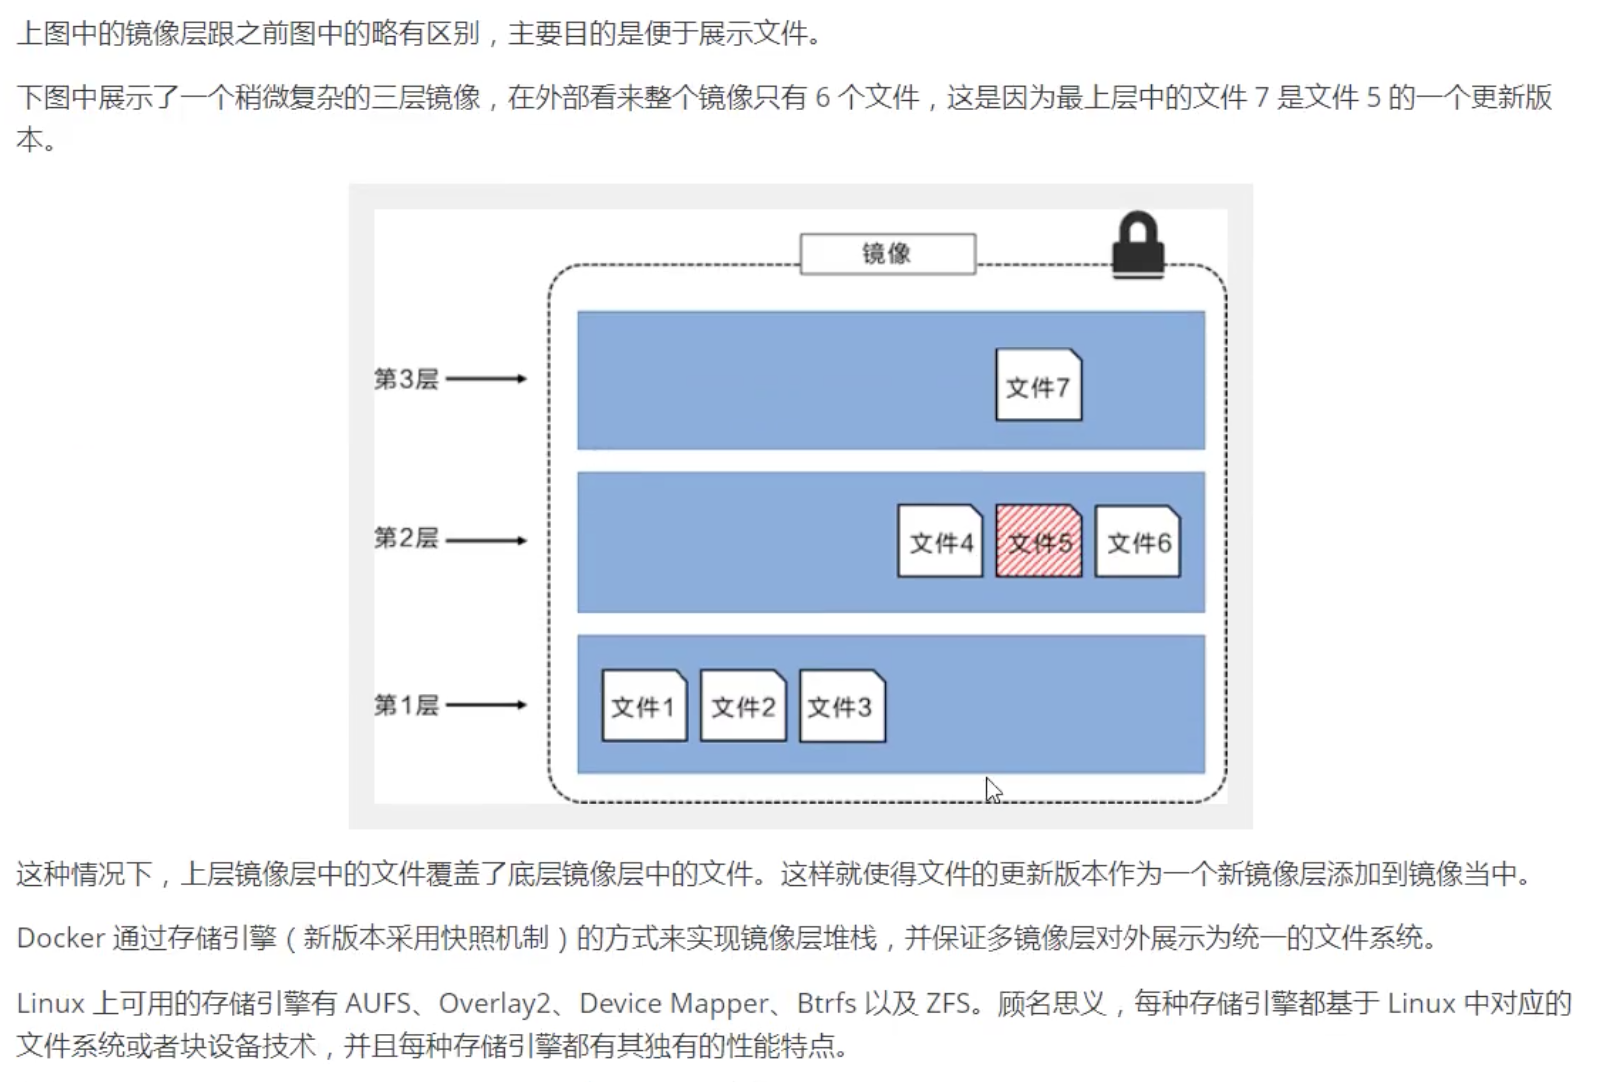 上图中的镜像层跟之前图中的略有区别，主要目的是便于展示文件。
下图中展示了一个稍微复杂的三层镜像，在外部看来整个镜像只有 6 个文件，这是因为最上层中的文件 7 是文件 5 的一个更新版
本。
镜像
第3层
文件7
第2层
文件4 文件5 文件6
第1层
文件1 文件2 文件3
这种情况下，上层镜像层中的文件覆盖了底层镜像层中的文件。这样就使得文件的更新版本作为一个新镜像层添加到镜像当中。
Docker 通过存储引擎（新版本采用快照机制）的方式来实现镜像层堆栈，并保证多镜像层对外展示为统一的文件系统。
Linux 上可用的存储引擎有 AUFS、Overlay2、Device Mapper、Btrfs 以及 ZFS。顾名思义，每种存储引擎都基于 Linux 中对应的
文件系统或者块设备技术，并且每种存储引擎都有其独有的性能特点。